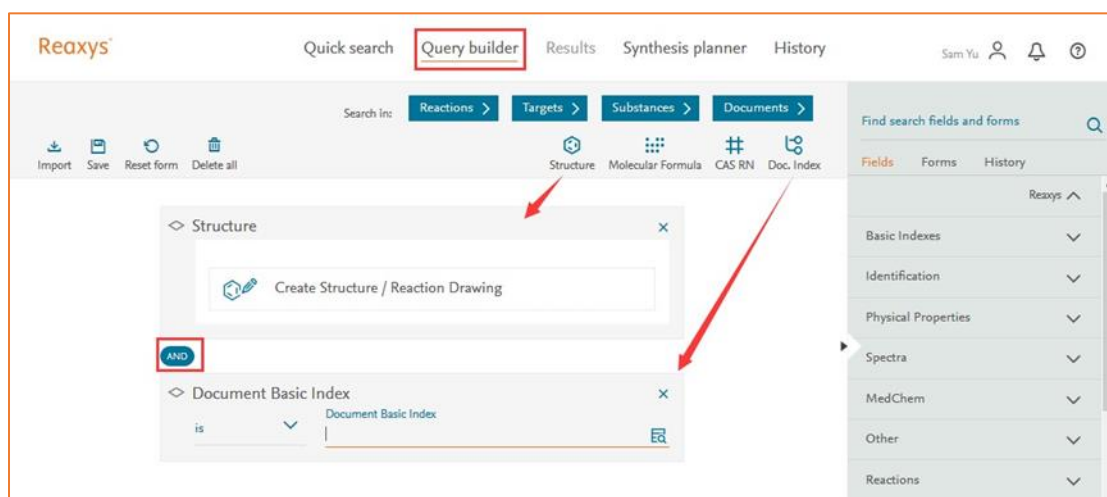 Reaxys
Quick search Query builder Results Synthesis planner History Sam Yu
Search in: Reactions > Targets > Substances > Documents >
Import Save Reset form Delete all Structure Molecular Formula CAS RN Doc. Index
Structure
Create Structure / Reaction Drawing
AND
Document Basic Index
is
Document Basic Index
Find search fields and forms
Fields Forms History
Reaxys
Basic Indexes
Identification
Physical Properties
Spectra
MedChem
Other
Reactions